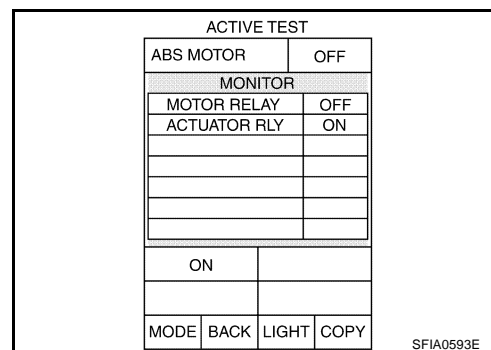 ACTIVE TEST
ABS MOTOR OFF
MONITOR
MOTOR RELAY OFF
ACTUATOR RLY ON
ON
MODE BACK LIGHT COPY
SFIA0593E